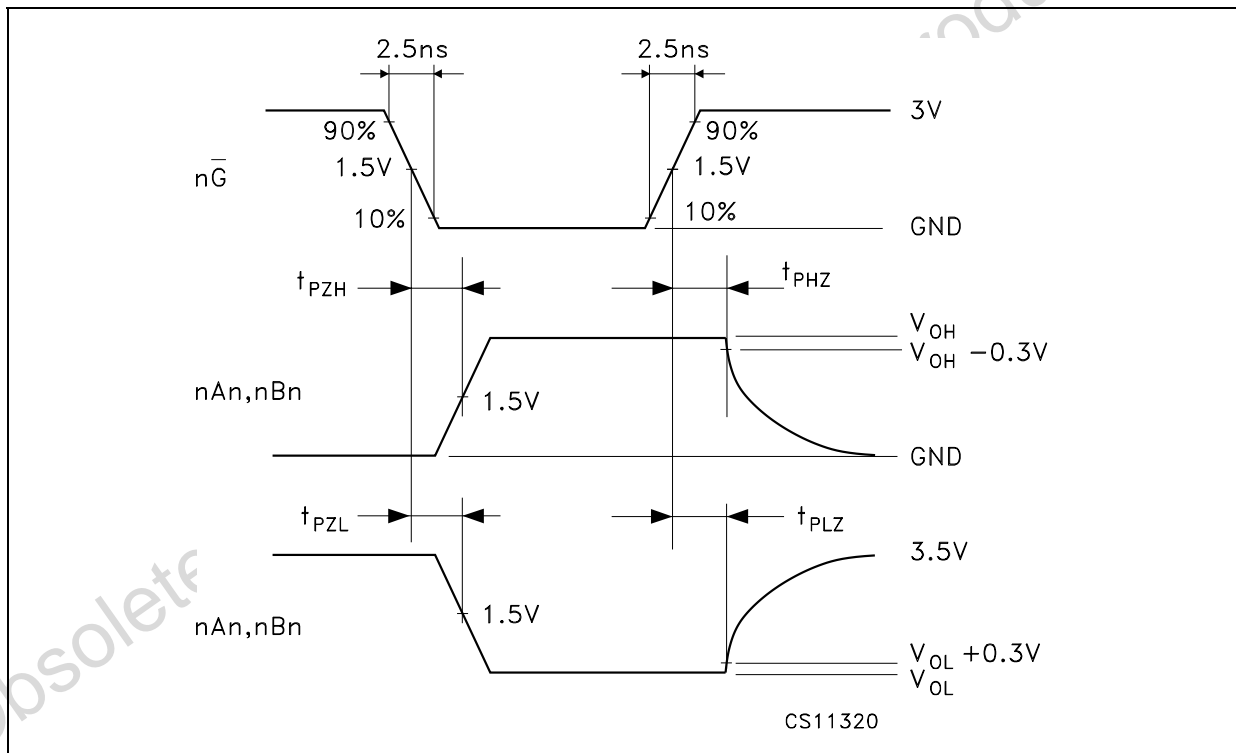 2.5ns 2.5ns
3V
90% 90%
nG̅ 1.5V 1.5V
10% 10%
GND
tPZH tPHZ
VOH
VOH −0.3V
nAn,nBn 1.5V
GND
tPZL tPLZ
3.5V
1.5V
nAn,nBn
VOL +0.3V
VOL
CS11320